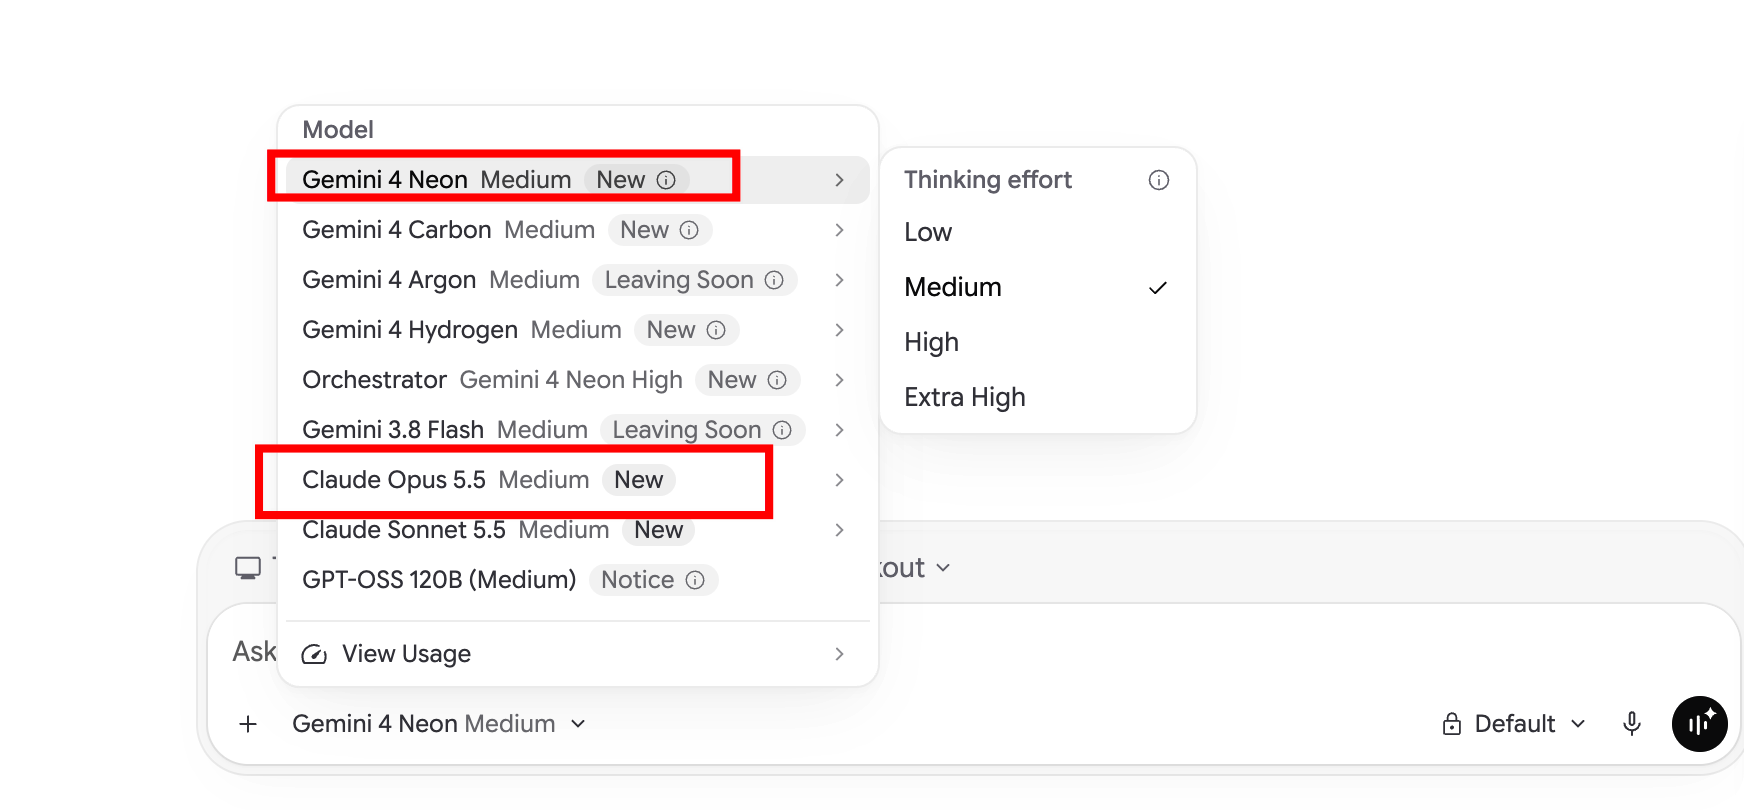 Model
Gemini 4 Neon Medium New
Gemini 4 Carbon Medium New
Gemini 4 Argon Medium Leaving Soon
Gemini 4 Hydrogen Medium New
Orchestrator Gemini 4 Neon High New
Gemini 3.8 Flash Medium Leaving Soon
Claude Opus 5.5 Medium New
Claude Sonnet 5.5 Medium New
GPT-OSS 120B (Medium) Notice
View Usage
Thinking effort
Low
Medium
High
Extra High
Ask
Gemini 4 Neon Medium
Default